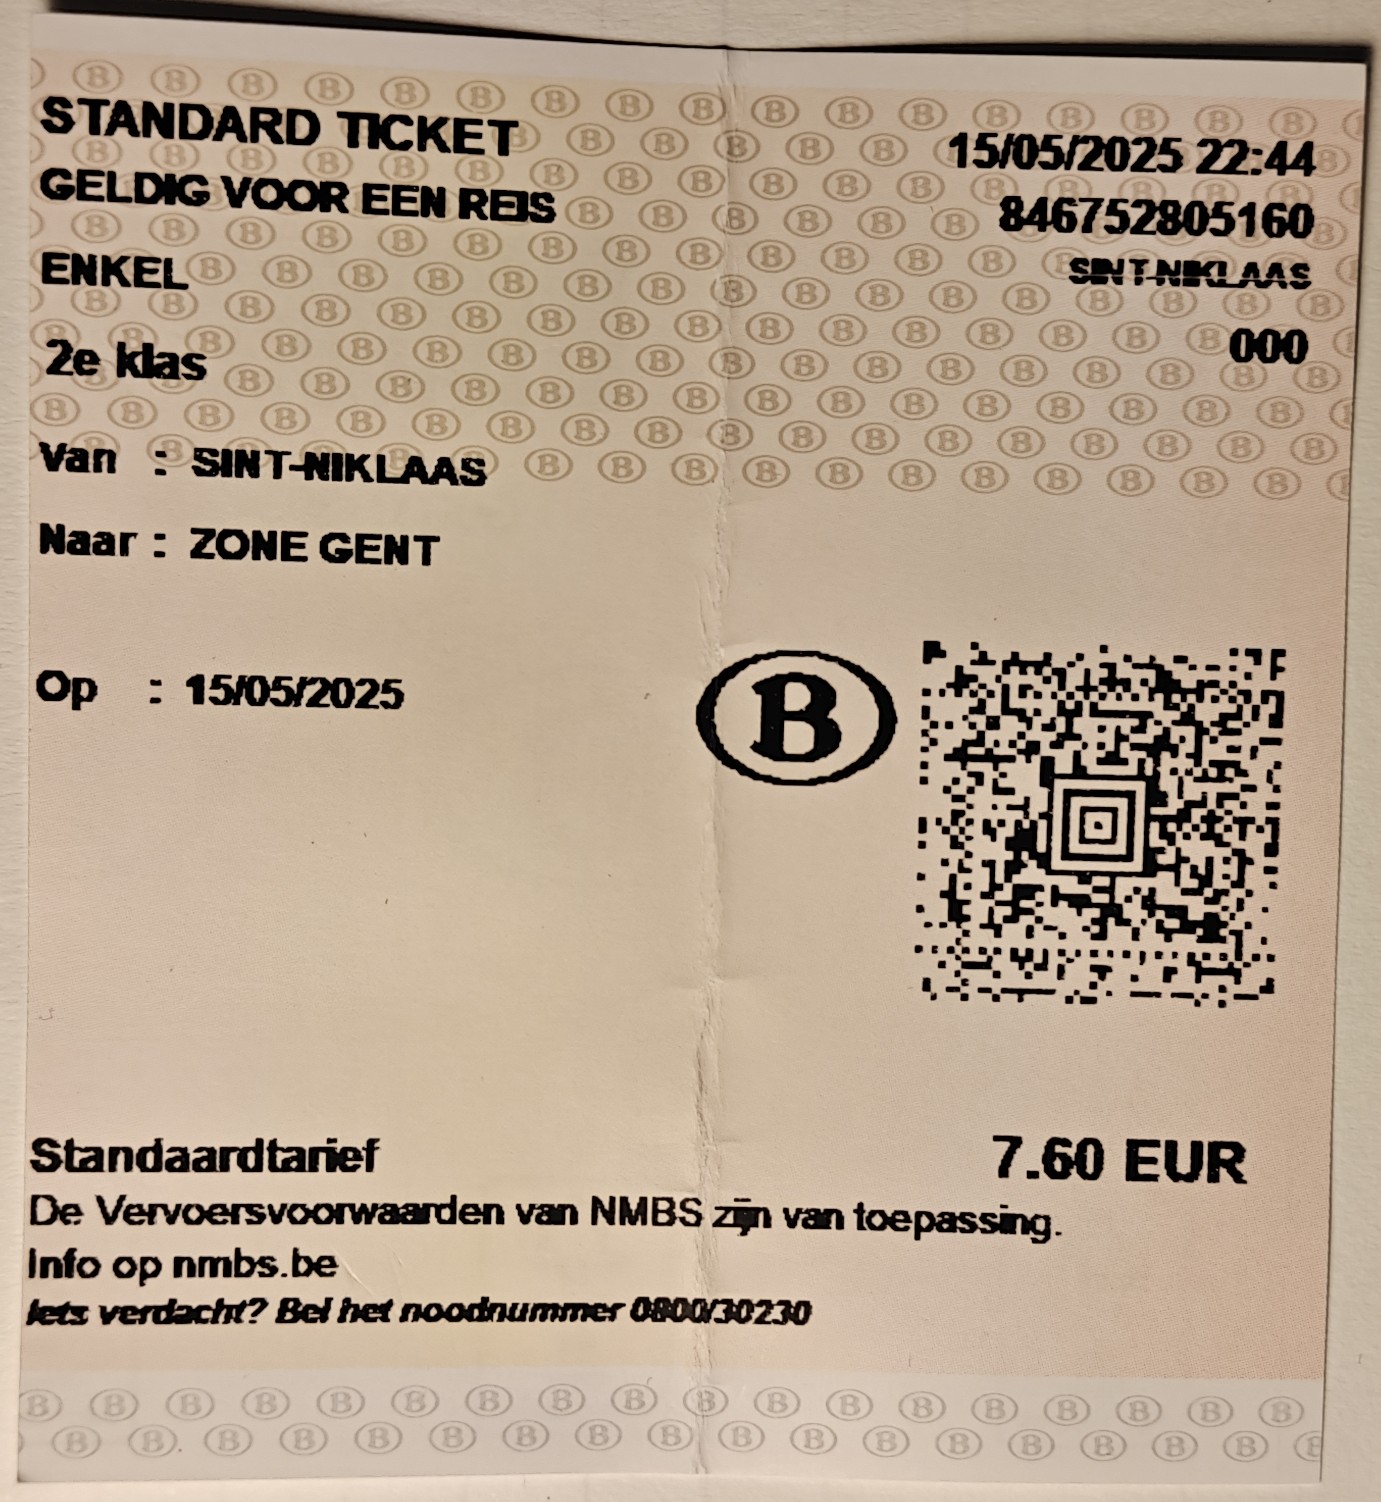 STANDARD TICKET
15/05/2025 22:44
GELDIG VOOR EEN REIS
846752805160
ENKEL
SINT-NIKLAAS
000
2e klas
Van : SINT-NIKLAAS
Naar : ZONE GENT
Op : 15/05/2025
B
Standaardtarief
7.60 EUR
De Vervoersvoorwaarden van NMBS zijn van toepassing.
Info op nmbs.be
Iets verdacht? Bel het noodnummer 0800/30230